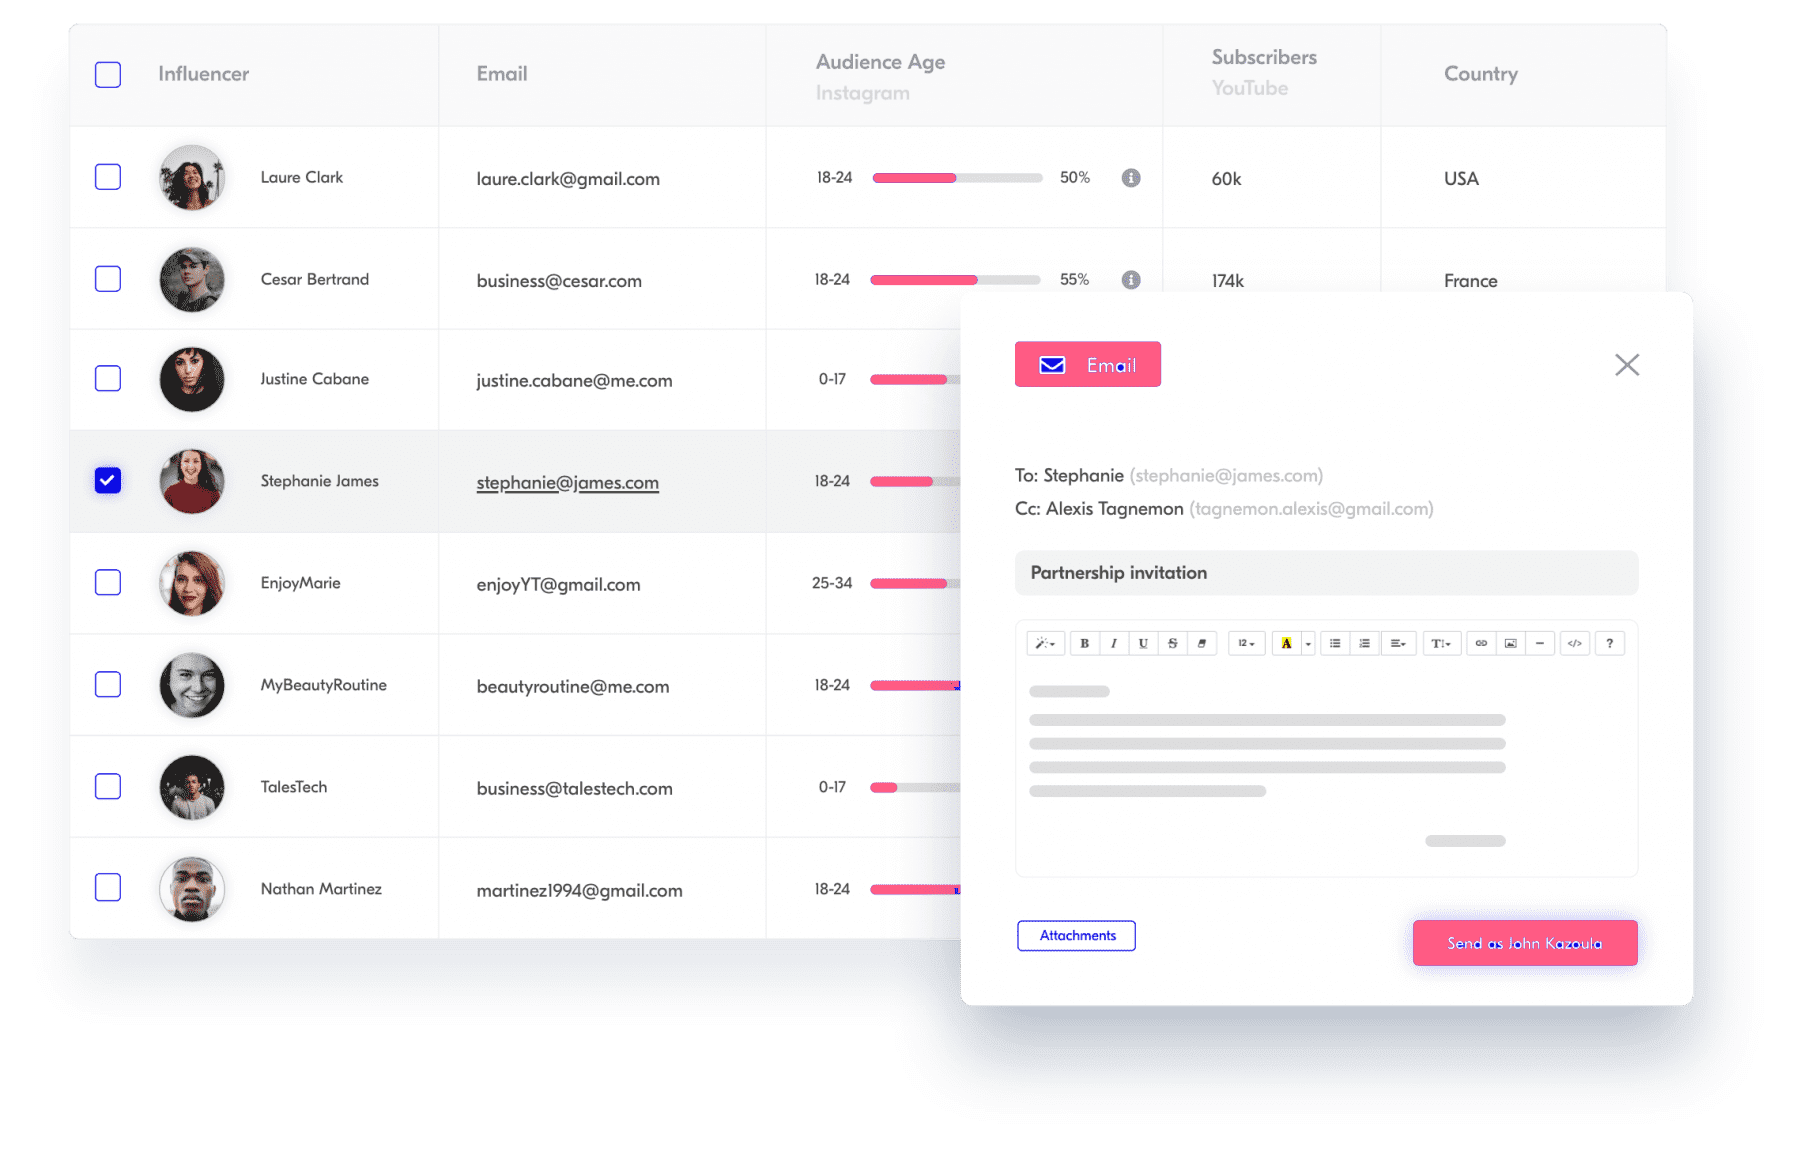 Influencer
Email
Audience Age
Instagram
Subscribers
YouTube
Country
Laure Clark
laure.clark@gmail.com
18-24
50%
60k
USA
Cesar Bertrand
business@cesar.com
18-24
55%
174k
France
Justine Cabane
justine.cabane@me.com
0-17
Stephanie James
stephanie@james.com
18-24
EnjoyMarie
enjoyYT@gmail.com
25-34
MyBeautyRoutine
beautyroutine@me.com
18-24
TalesTech
business@talestech.com
0-17
Nathan Martinez
martinez1994@gmail.com
18-24
Email
To: Stephanie (stephanie@james.com)
Cc: Alexis Tagnemon (tagnemon.alexis@gmail.com)
Partnership invitation
B I U S 12 A T </> ?
Attachments
Send as John Kazoula